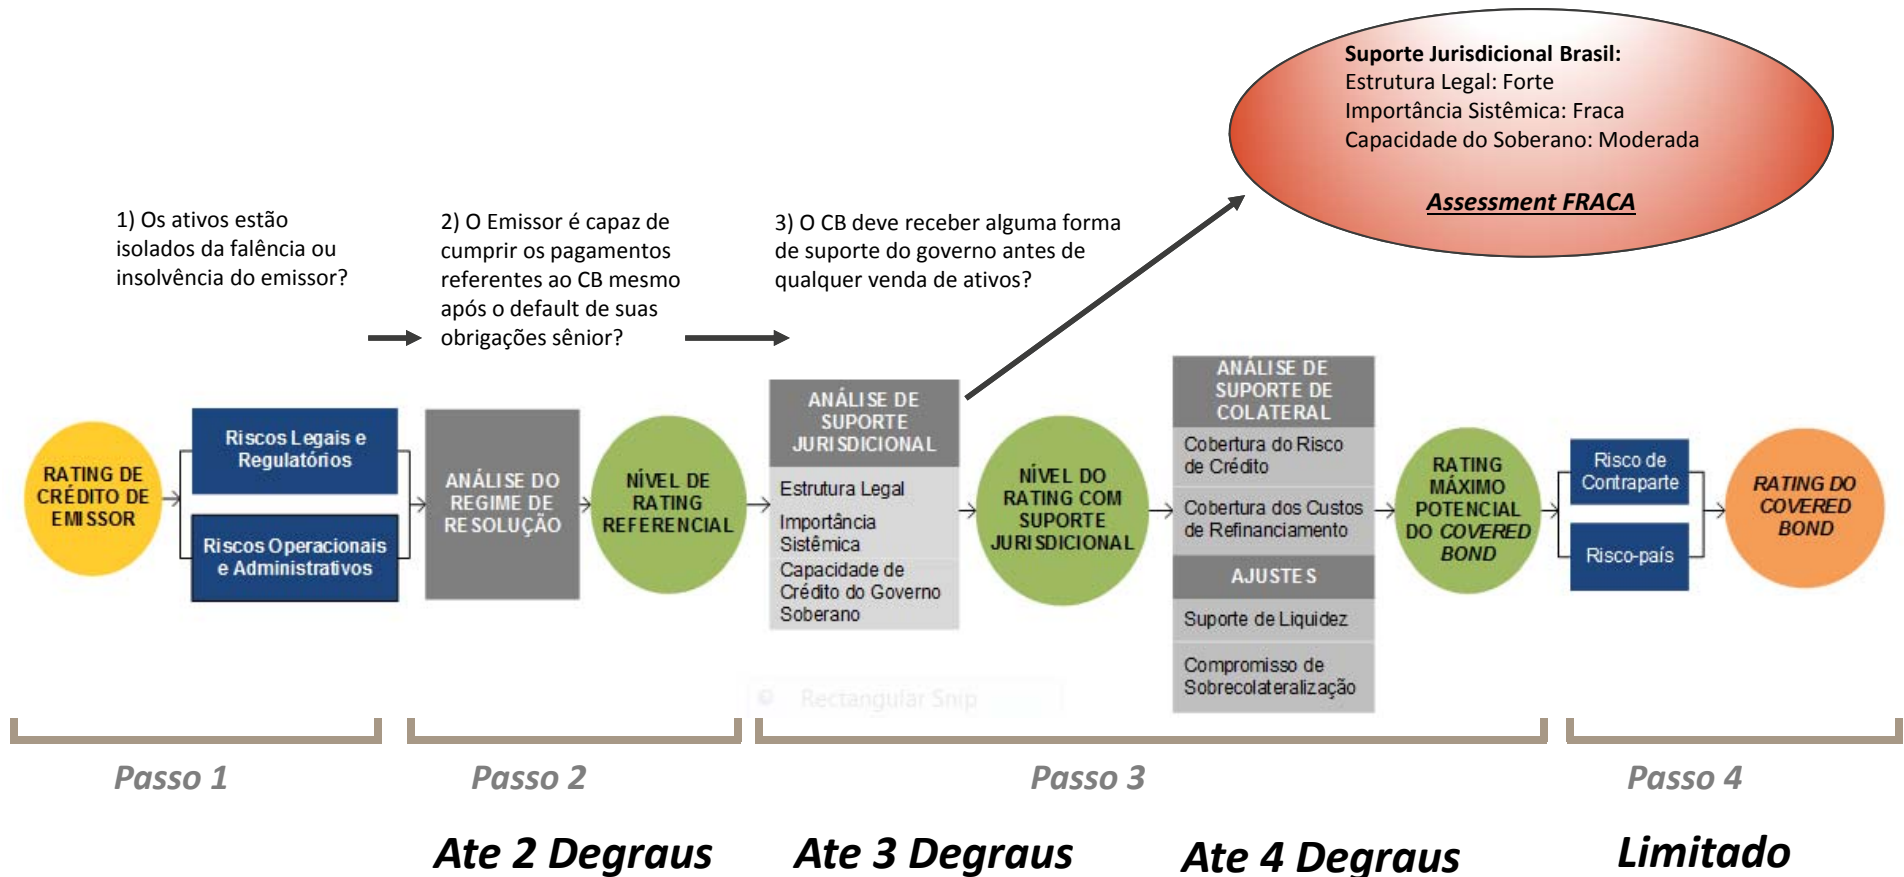 Suporte Jurisdicional Brasil:
Estrutura Legal: Forte
Importância Sistêmica: Fraca
Capacidade do Soberano: Moderada
Assessment FRACA
1) Os ativos estão
isolados da falência ou
insolvência do emissor?
2) O Emissor é capaz de
cumprir os pagamentos
referentes ao CB mesmo
após o default de suas
obrigações sênior?
3) O CB deve receber alguma forma
de suporte do governo antes de
qualquer venda de ativos?
RATING DE
CRÉDITO DE
EMISSOR
Riscos Legais e
Regulatórios
Riscos Operacionais
e Administrativos
ANÁLISE DO
REGIME DE
RESOLUÇÃO
NÍVEL DE
RATING
REFERENCIAL
ANÁLISE DE
SUPORTE
JURISDICIONAL
Estrutura Legal
Importância
Sistêmica
Capacidade de
Crédito do Governo
Soberano
NÍVEL DO
RATING COM
SUPORTE
JURISDICIONAL
ANÁLISE DE
SUPORTE DE
COLATERAL
Cobertura do Risco
de Crédito
Cobertura dos Custos
de Refinanciamento
AJUSTES
Suporte de Liquidez
Compromisso de
Sobrecolateralização
RATING
MÁXIMO
POTENCIAL
DO COVERED
BOND
Risco de
Contraparte
Risco-país
RATING DO
COVERED
BOND
Rectangular Snip
Passo 1
Passo 2
Passo 3
Passo 4
Ate 2 Degraus
Ate 3 Degraus
Ate 4 Degraus
Limitado